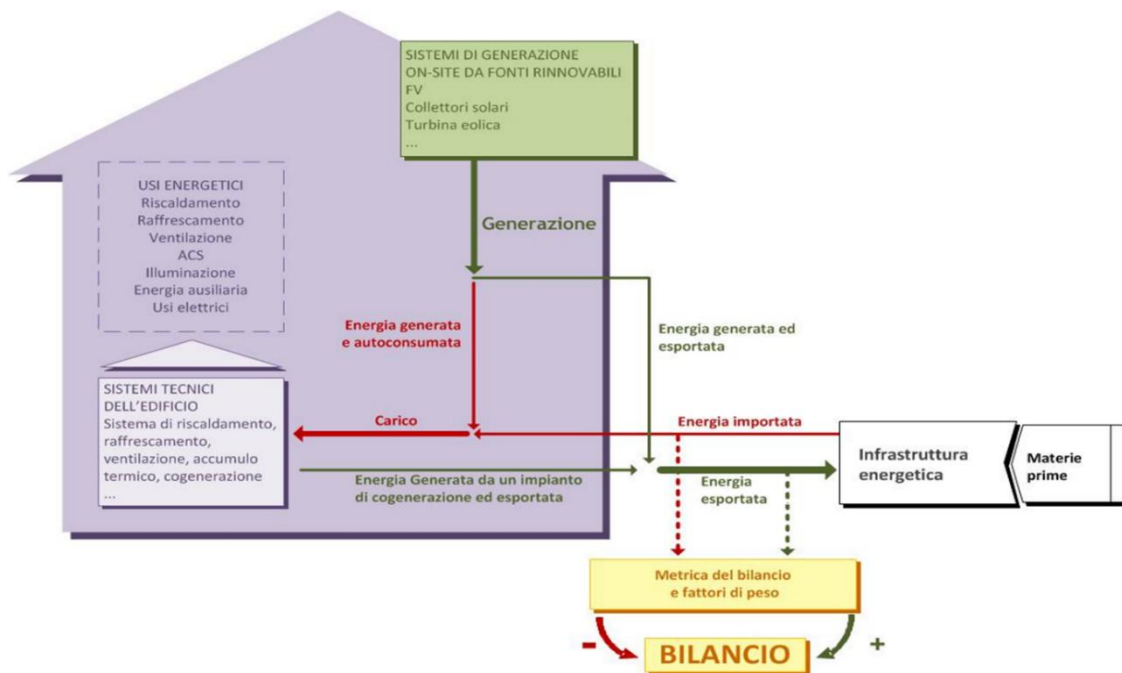 SISTEMI DI GENERAZIONE
ON-SITE DA FONTI RINNOVABILI
FV
Collettori solari
Turbina eolica
...
USI ENERGETICI
Riscaldamento
Raffrescamento
Ventilazione
ACS
Illuminazione
Energia ausiliaria
Usi elettrici
Generazione
Energia generata
e autoconsumata
Energia generata ed
esportata
SISTEMI TECNICI
DELL'EDIFICIO
Sistema di riscaldamento,
raffrescamento,
ventilazione, accumulo
termico, cogenerazione
...
Carico
Energia importata
Energia Generata da un impianto
di cogenerazione ed esportata
Energia
esportata
Infrastruttura
energetica
Materie
prime
Metrica del bilancio
e fattori di peso
-
BILANCIO
+